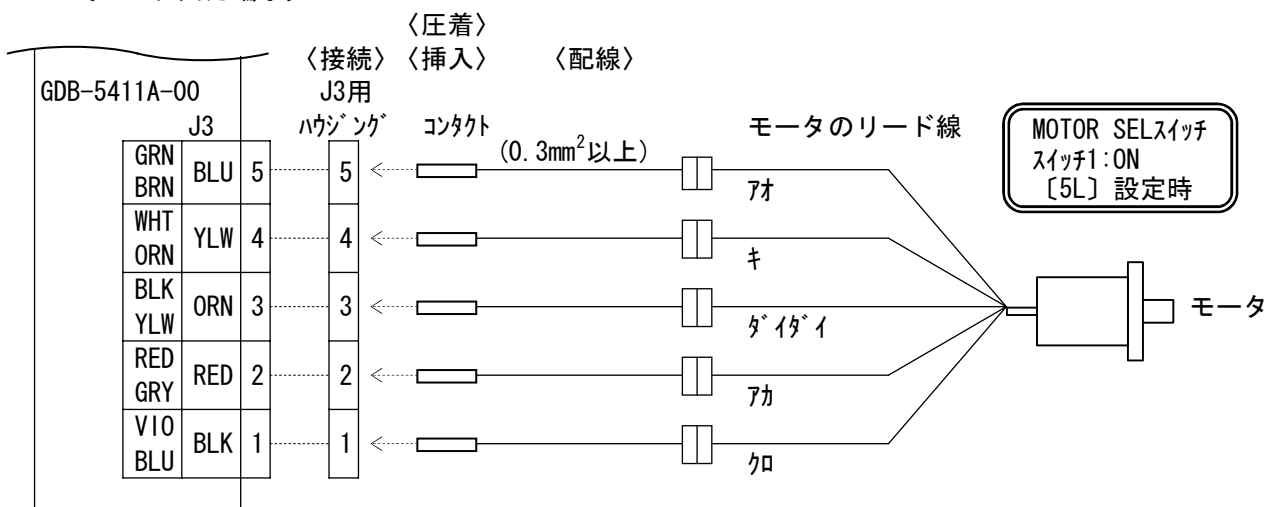 〈圧着〉
〈接続〉〈挿入〉 〈配線〉
GDB-5411A-00
J3用
J3
ﾊｳｼﾞﾝｸﾞ
ｺﾝﾀｸﾄ
(0.3mm²以上)
モータのリード線
MOTOR SELｽｲｯﾁ
ｽｲｯﾁ1:ON
〔5L〕設定時
GRN
BRN
BLU
5
5
ｱｵ
WHT
ORN
YLW
4
4
ｷ
BLK
YLW
ORN
3
3
ﾀﾞｲﾀﾞｲ
モータ
RED
GRY
RED
2
2
ｱｶ
VIO
BLU
BLK
1
1
ｸﾛ